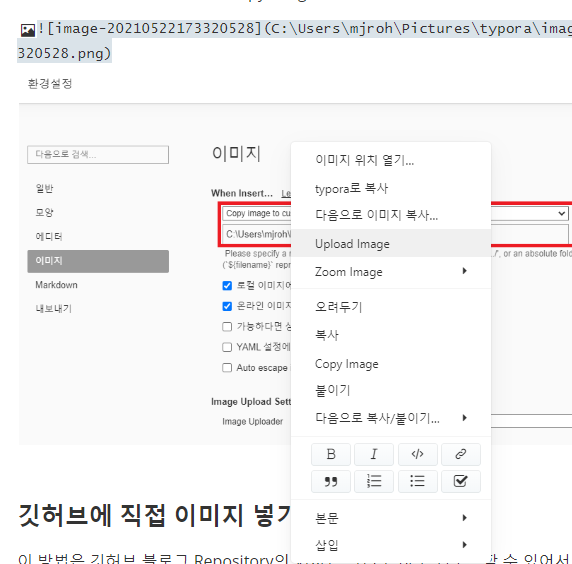 ![image-20210522173320528](C:\Users\mjroh\Pictures\typora\imag
320528.png)
환경설정
다음으로 검색...
이미지
일반
모양
에디터
이미지
Markdown
내보내기
When Insert...
Copy image to cu
C:\Users\mjroh\
Please specify a
./', or an absolute fold
('${filename}' repr
로컬 이미지에
온라인 이미지
가능하다면 상
YAML 설정에
Auto escape
Image Upload Sett
Image Uploader
이미지 위치 열기...
typora로 복사
다음으로 이미지 복사...
Upload Image
Zoom Image
오려두기
복사
Copy Image
붙이기
다음으로 복사/붙이기...
B I </>
본문
삽입
깃허브에 직접 이미지 넣기
이 방법은 깃허브 블로그 Repository의
할 수 있어서